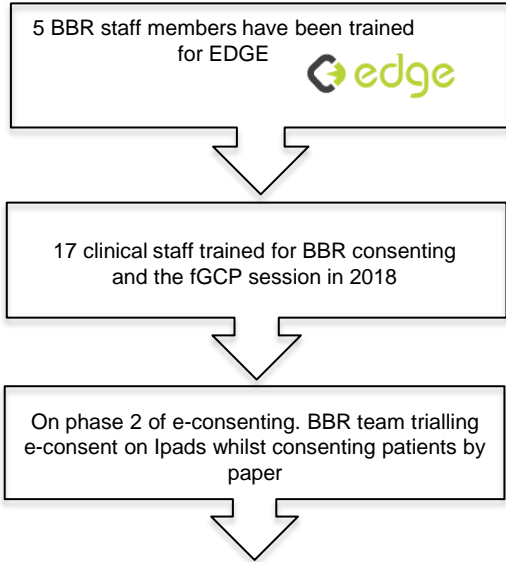 5 BBR staff members have been trained
for EDGE
edge
17 clinical staff trained for BBR consenting
and the fGCP session in 2018
On phase 2 of e-consenting. BBR team trialling
e-consent on Ipads whilst consenting patients by
paper